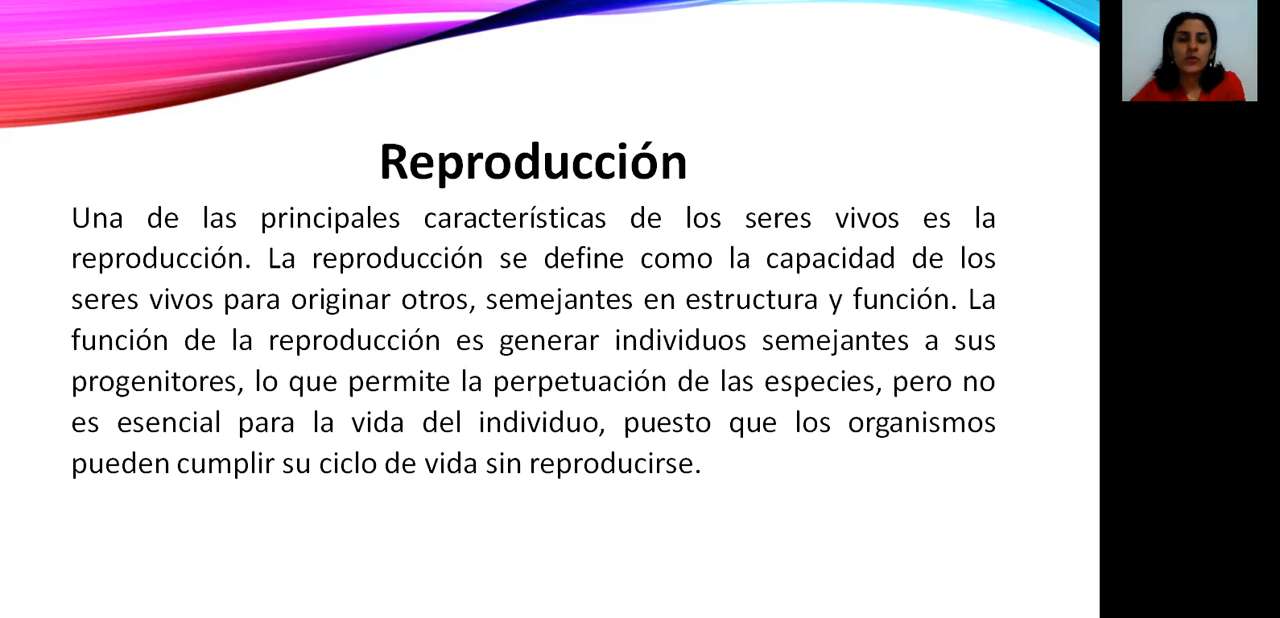 Reproducción
Una de las principales características de los seres vivos es la
reproducción. La reproducción se define como la capacidad de los
seres vivos para originar otros, semejantes en estructura y función. La
función de la reproducción es generar individuos semejantes a sus
progenitores, lo que permite la perpetuación de las especies, pero no
es esencial para la vida del individuo, puesto que los organismos
pueden cumplir su ciclo de vida sin reproducirse.